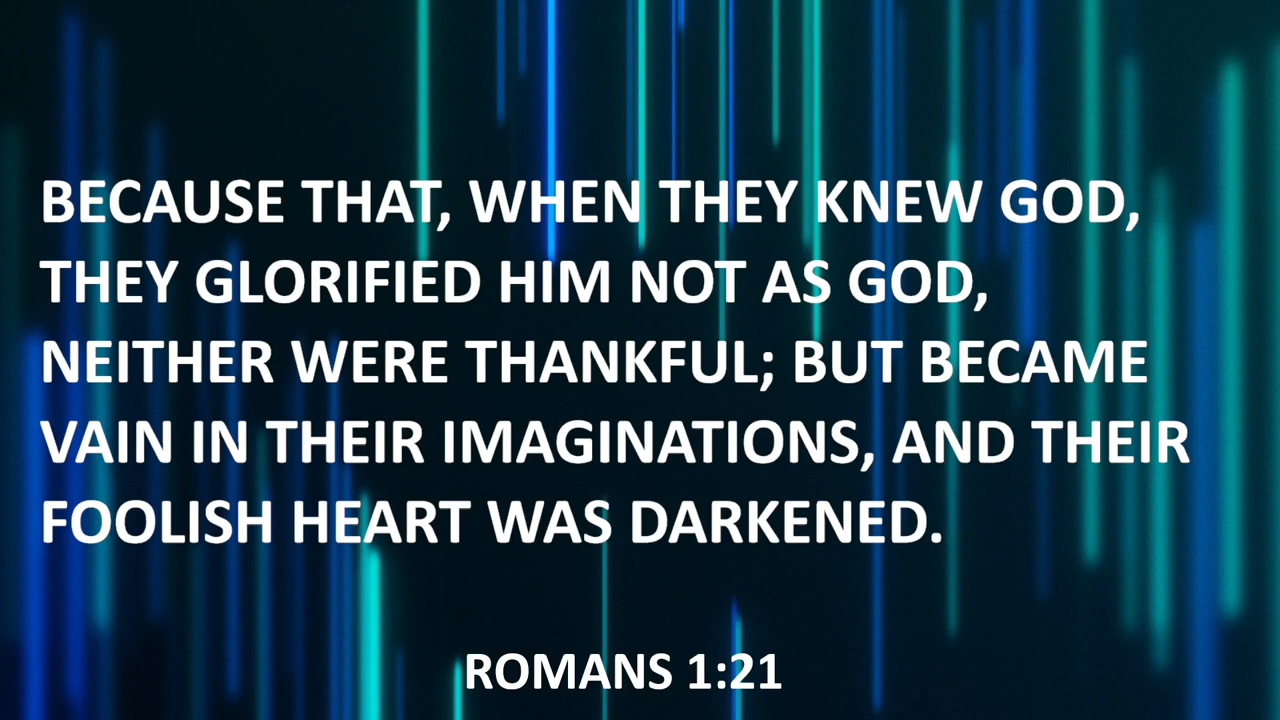 BECAUSE THAT, WHEN THEY KNEW GOD,
THEY GLORIFIED HIM NOT AS GOD,
NEITHER WERE THANKFUL; BUT BECAME
VAIN IN THEIR IMAGINATIONS, AND THEIR
FOOLISH HEART WAS DARKENED.
ROMANS 1:21